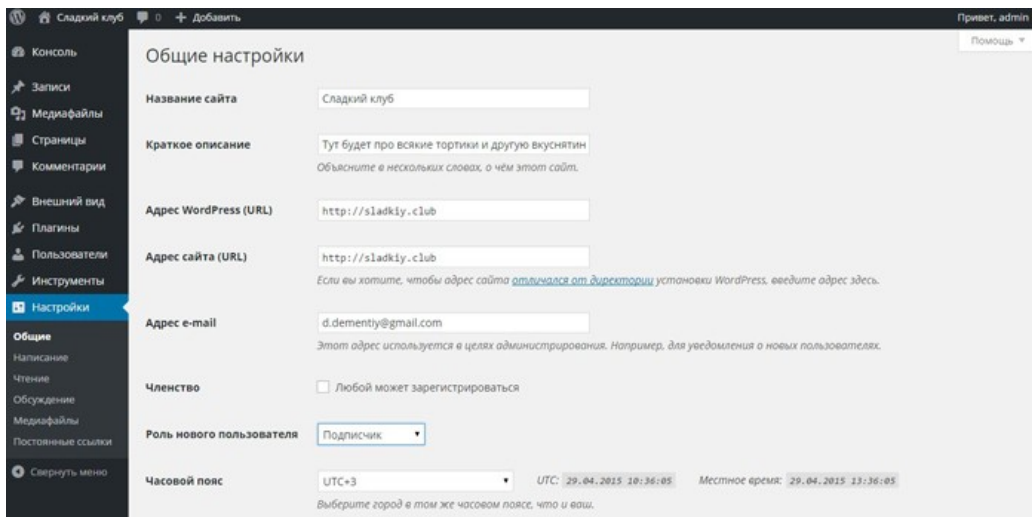 Сладкий клуб 0 + Добавить Привет, admin
Помощь
Консоль
Записи
Медиафайлы
Страницы
Комментарии
Внешний вид
Плагины
Пользователи
Инструменты
Настройки
Общие
Написание
Чтение
Обсуждение
Медиафайлы
Постоянные ссылки
Свернуть меню
Общие настройки
Название сайта Сладкий клуб
Краткое описание Тут будет про всякие тортики и другую вкуснятин
Объясните в нескольких словах, о чём этот сайт.
Адрес WordPress (URL) http://sladkiy.club
Адрес сайта (URL) http://sladkiy.club
Если вы хотите, чтобы адрес сайта отличался от директории установки WordPress, введите адрес здесь.
Адрес e-mail d.dementiy@gmail.com
Этот адрес используется в целях администрирования. Например, для уведомления о новых пользователях.
Членство Любой может зарегистрироваться
Роль нового пользователя Подписчик
Часовой пояс UTC+3 UTC: 29.04.2015 10:36:05 Местное время: 29.04.2015 13:36:05
Выберите город в том же часовом поясе, что и ваш.